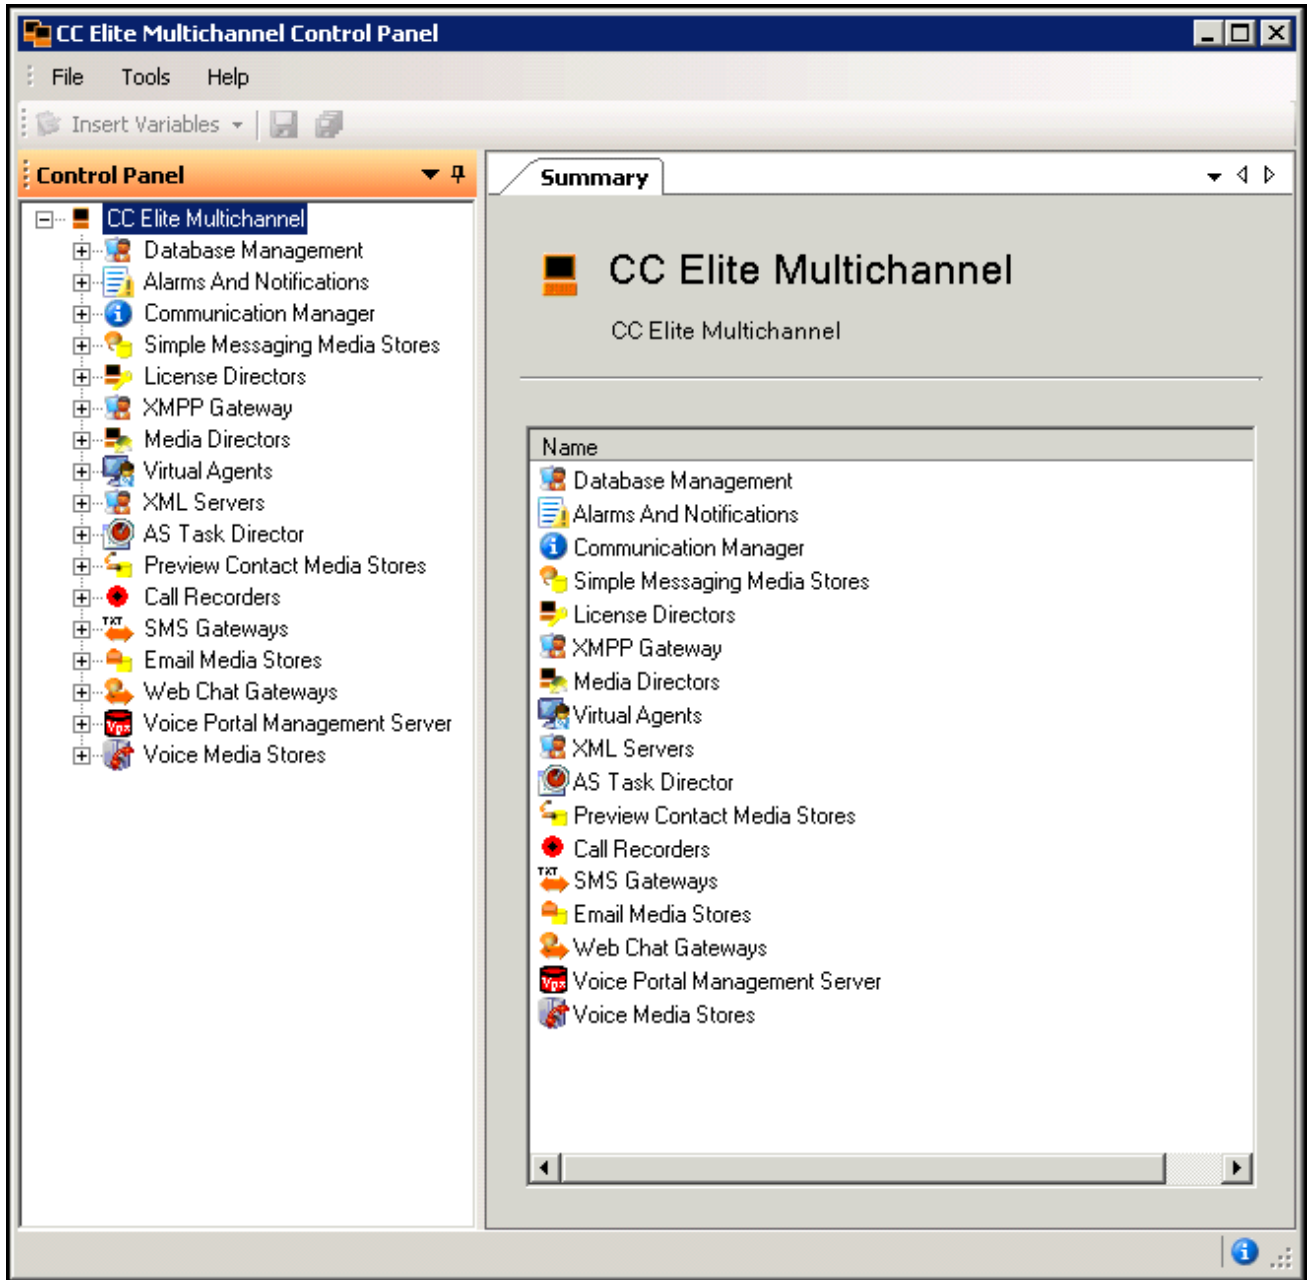 CC Elite Multichannel Control Panel
File Tools Help
Insert Variables
Control Panel
CC Elite Multichannel
Database Management
Alarms And Notifications
Communication Manager
Simple Messaging Media Stores
License Directors
XMPP Gateway
Media Directors
Virtual Agents
XML Servers
AS Task Director
Preview Contact Media Stores
Call Recorders
TXT
SMS Gateways
Email Media Stores
Web Chat Gateways
Vpx
Voice Portal Management Server
Voice Media Stores
Summary
CC Elite Multichannel
CC Elite Multichannel
Name
Database Management
Alarms And Notifications
Communication Manager
Simple Messaging Media Stores
License Directors
XMPP Gateway
Media Directors
Virtual Agents
XML Servers
AS Task Director
Preview Contact Media Stores
Call Recorders
TXT
SMS Gateways
Email Media Stores
Web Chat Gateways
Vpx
Voice Portal Management Server
Voice Media Stores